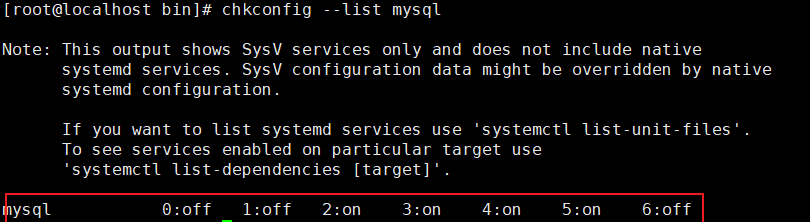 [root@localhost bin]# chkconfig --list mysql
Note: This output shows SysV services only and does not include native
systemd services. SysV configuration data might be overridden by native
systemd configuration.
If you want to list systemd services use 'systemctl list-unit-files'.
To see services enabled on particular target use
'systemctl list-dependencies [target]'.
mysql 0:off 1:off 2:on 3:on 4:on 5:on 6:off